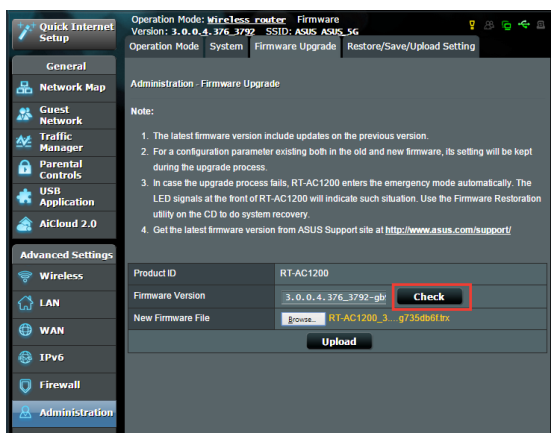 Quick Internet
Setup
Operation Mode: Wireless router Firmware
Version: 3.0.0.4.376_3792 SSID: ASUS ASUS_5G
Operation Mode System Firmware Upgrade Restore/Save/Upload Setting
General
Network Map
Guest
Network
Traffic
Manager
Parental
Controls
USB
Application
AiCloud 2.0
Advanced Settings
Wireless
LAN
WAN
IPv6
Firewall
Administration
Administration - Firmware Upgrade
Note:
1. The latest firmware version include updates on the previous version.
2. For a configuration parameter existing both in the old and new firmware, its setting will be kept
during the upgrade process.
3. In case the upgrade process fails, RT-AC1200 enters the emergency mode automatically. The
LED signals at the front of RT-AC1200 will indicate such situation. Use the Firmware Restoration
utility on the CD to do system recovery.
4. Get the latest firmware version from ASUS Support site at http://www.asus.com/support/
Product ID RT-AC1200
Firmware Version 3.0.0.4.376_3792-gb Check
New Firmware File Browse... RT-AC1200_3....g735db6f.trx
Upload